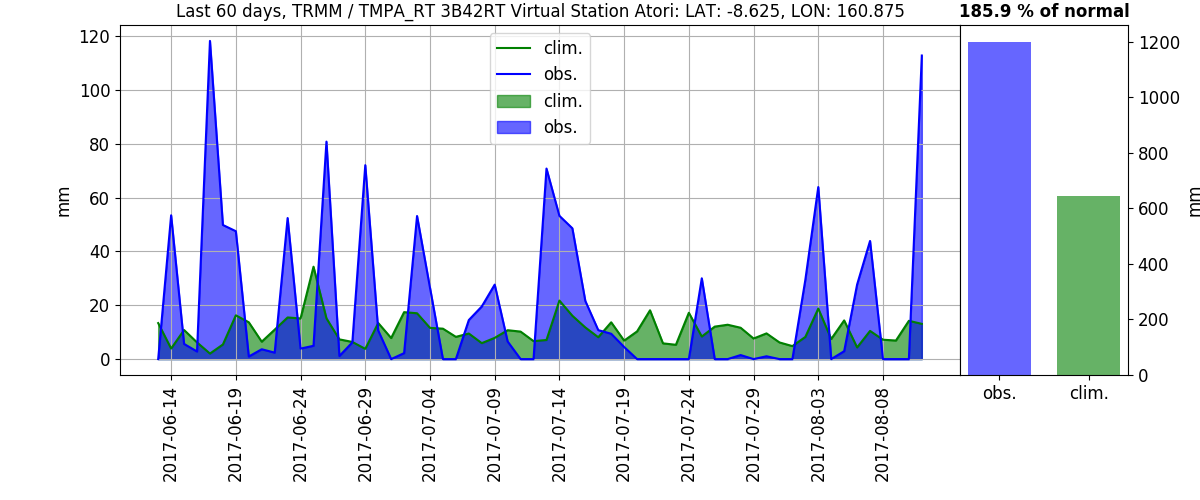 Last 60 days, TRMM / TMPA_RT 3B42RT Virtual Station Atori: LAT: -8.625, LON: 160.875
185.9 % of normal
clim.
obs.
clim.
obs.
120
100
80
60
40
20
0
mm
2017-06-14
2017-06-19
2017-06-24
2017-06-29
2017-07-04
2017-07-09
2017-07-14
2017-07-19
2017-07-24
2017-07-29
2017-08-03
2017-08-08
1200
1000
800
600
400
200
0
mm
obs.
clim.